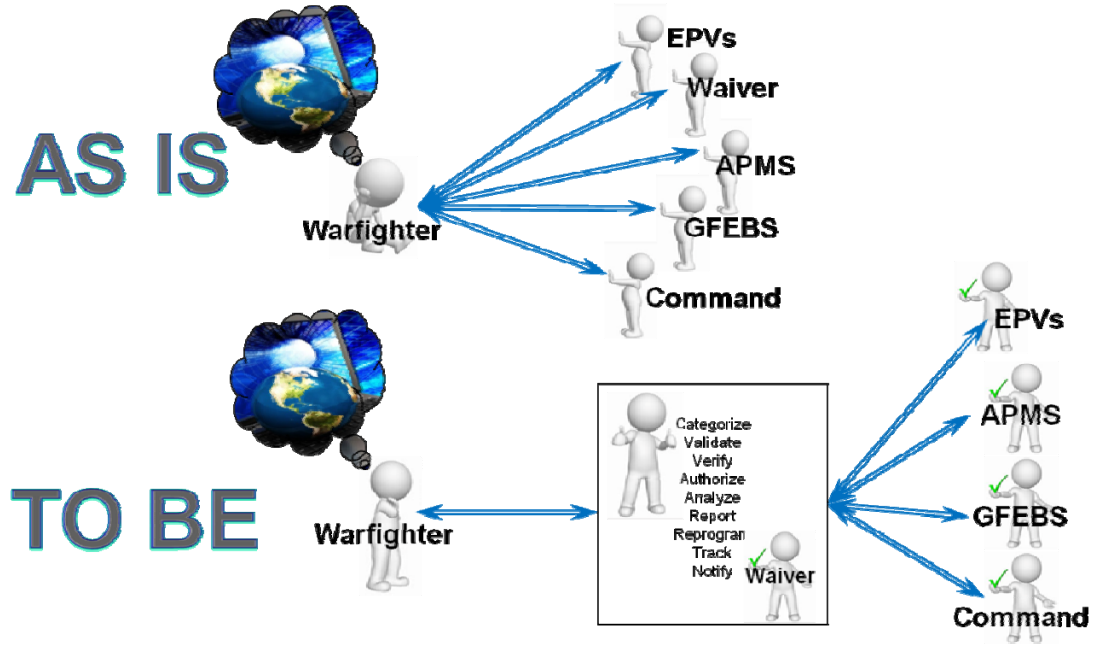 AS IS
Warfighter
EPVs
Waiver
APMS
GFEBS
Command
TO BE
Warfighter
Categorize
Validate
Verify
Authorize
Analyze
Report
Reprogran
Track
Notify
Waiver
EPVs
APMS
GFEBS
Command